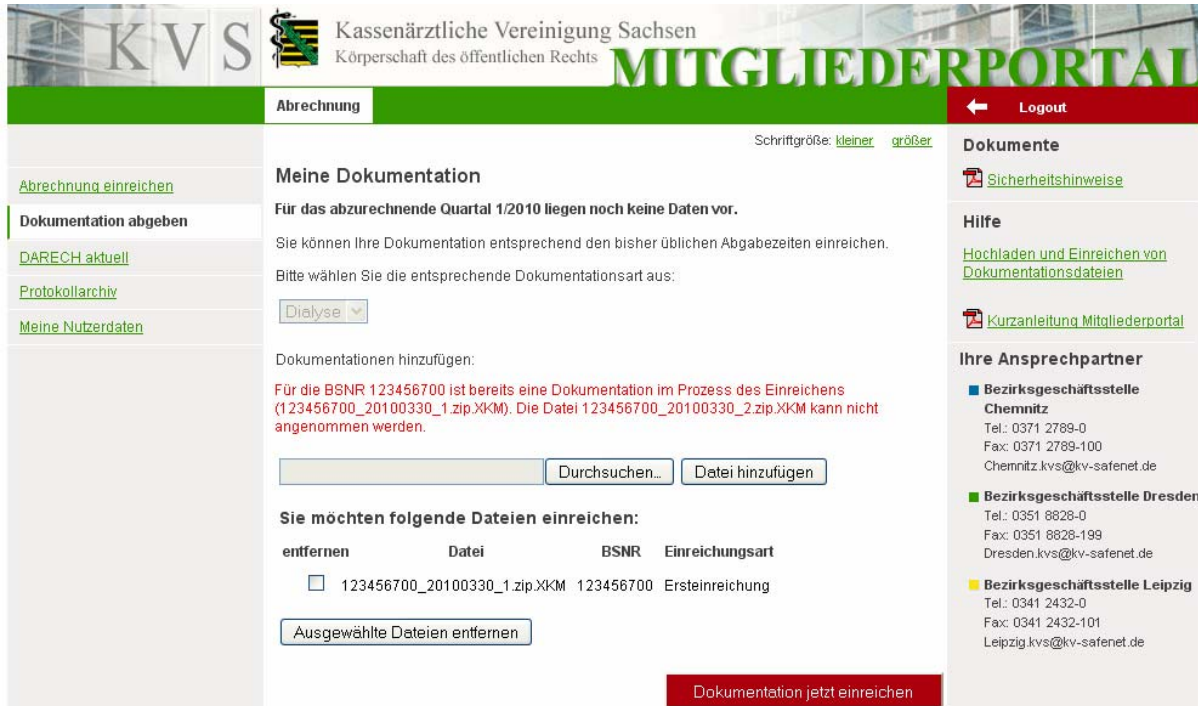 KVS
Kassenärztliche Vereinigung Sachsen
Körperschaft des öffentlichen Rechts
MITGLIEDERPORTAL
Abrechnung
Logout
Schriftgröße: kleiner größer
Abrechnung einreichen
Dokumentation abgeben
DARECH aktuell
Protokollarchiv
Meine Nutzerdaten
Meine Dokumentation
Für das abzurechnende Quartal 1/2010 liegen noch keine Daten vor.
Sie können Ihre Dokumentation entsprechend den bisher üblichen Abgabezeiten einreichen.
Bitte wählen Sie die entsprechende Dokumentationsart aus:
Dialyse
Dokumentationen hinzufügen:
Für die BSNR 123456700 ist bereits eine Dokumentation im Prozess des Einreichens
(123456700_20100330_1.zip.XKM). Die Datei 123456700_20100330_2.zip.XKM kann nicht
angenommen werden.
Durchsuchen... Datei hinzufügen
Sie möchten folgende Dateien einreichen:
entfernen Datei BSNR Einreichungsart
123456700_20100330_1.zip.XKM 123456700 Ersteinreichung
Ausgewählte Dateien entfernen
Dokumentation jetzt einreichen
Dokumente
Sicherheitshinweise
Hilfe
Hochladen und Einreichen von
Dokumentationsdateien
Kurzanleitung Mitgliederportal
Ihre Ansprechpartner
Bezirksgeschäftsstelle
Chemnitz
Tel.: 0371 2789-0
Fax: 0371 2789-100
Chemnitz.kvs@kv-safenet.de
Bezirksgeschäftsstelle Dresden
Tel.: 0351 8828-0
Fax: 0351 8828-199
Dresden.kvs@kv-safenet.de
Bezirksgeschäftsstelle Leipzig
Tel.: 0341 2432-0
Fax: 0341 2432-101
Leipzig.kvs@kv-safenet.de